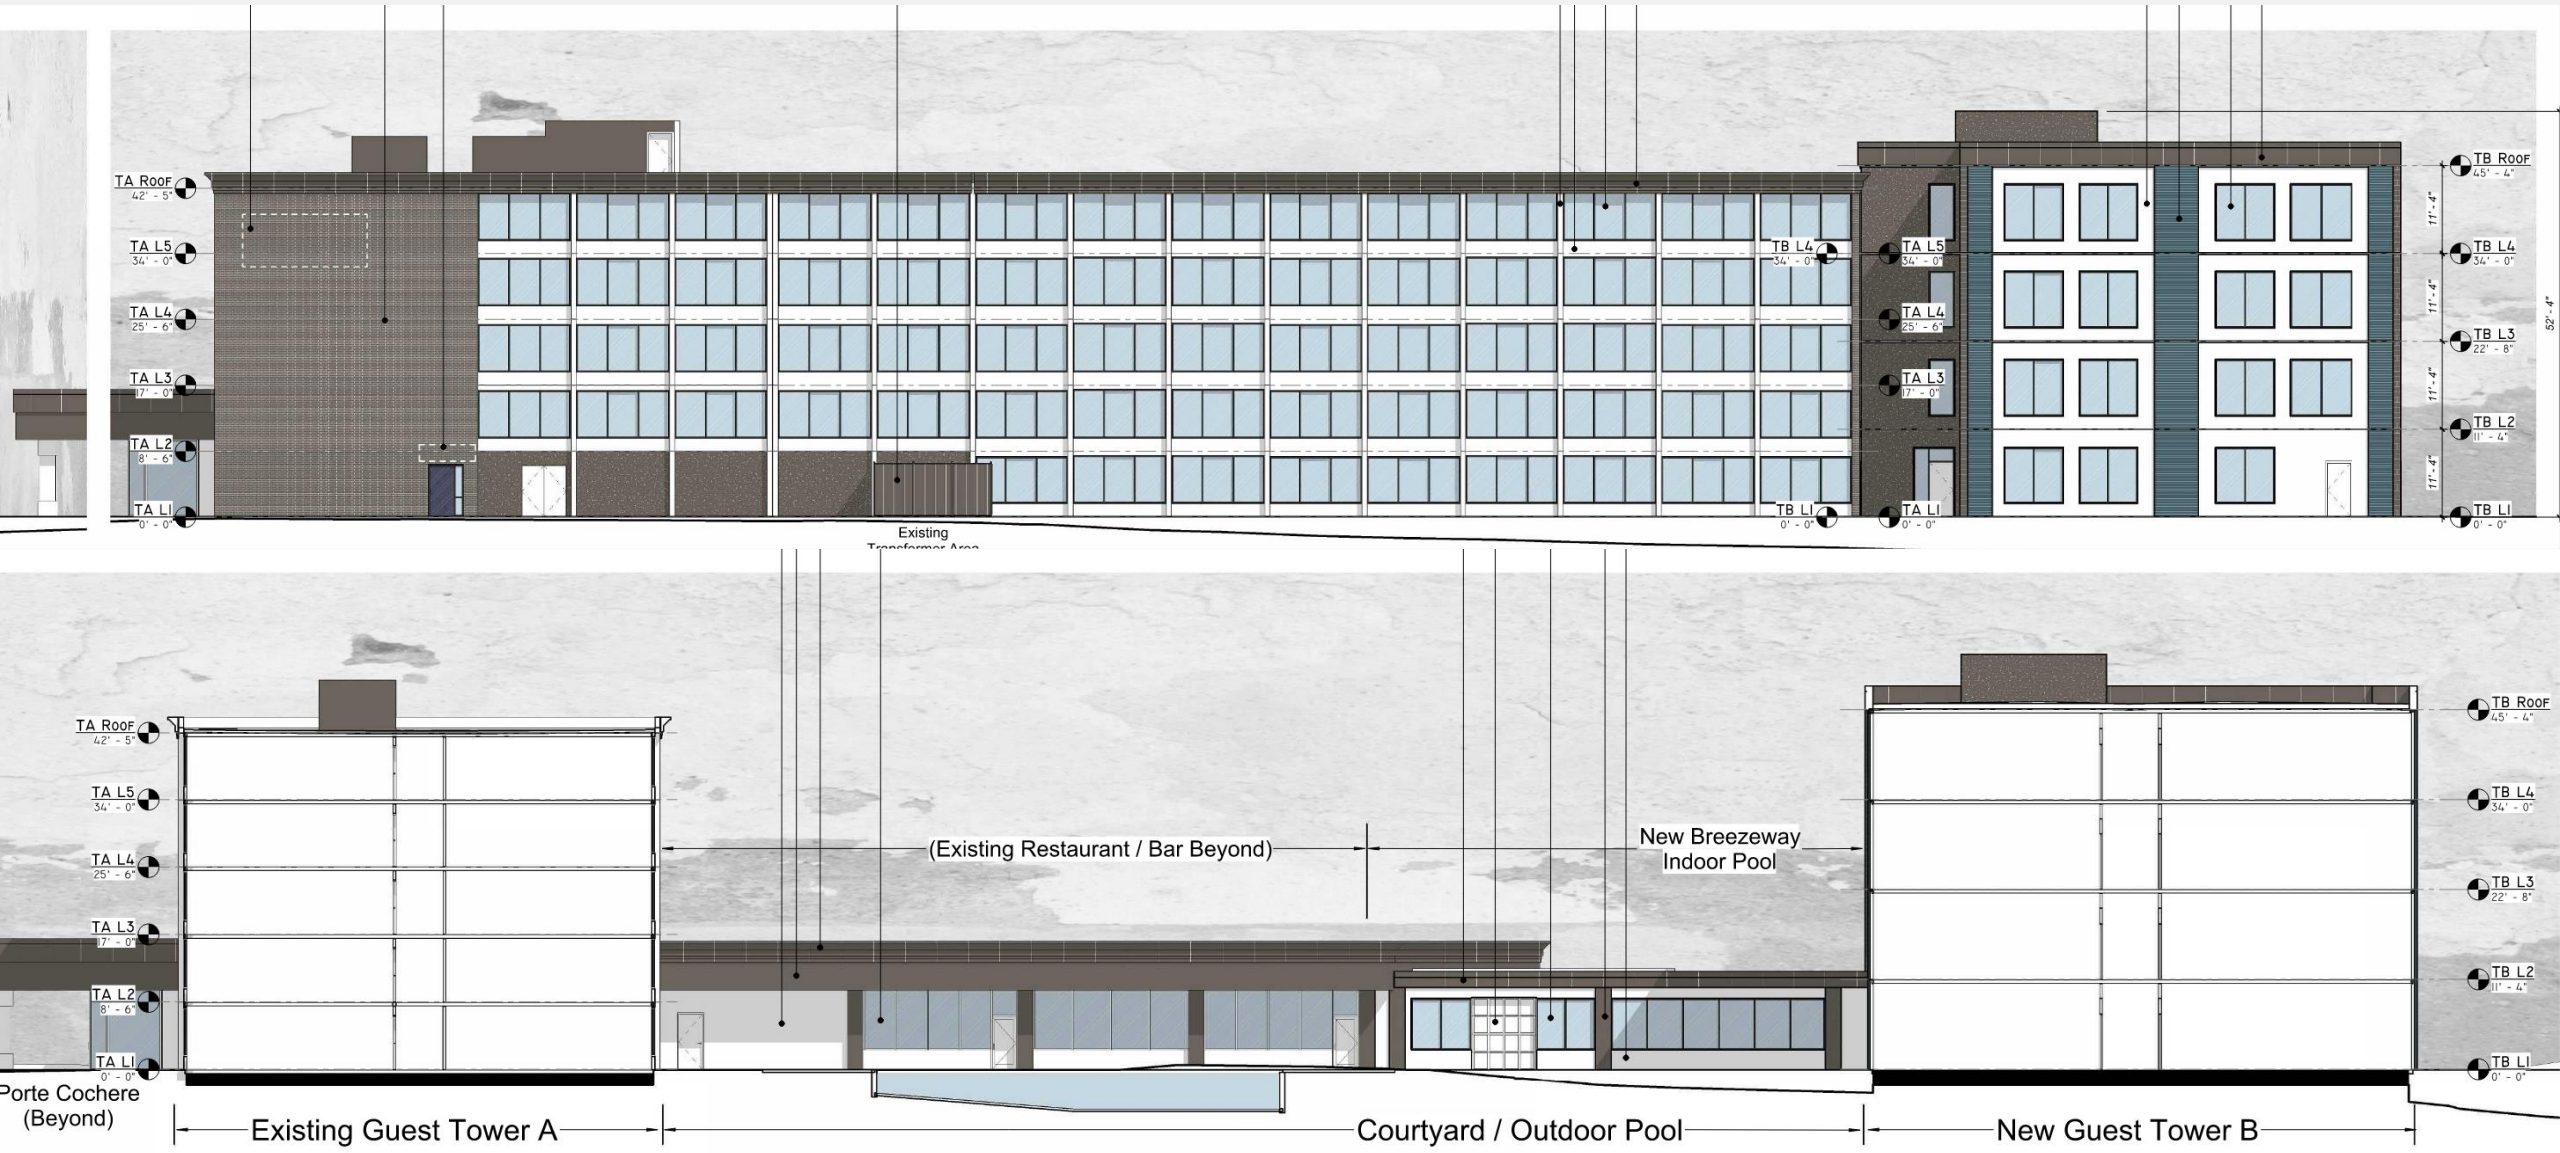 TA Roof
42' - 5"
TA L5
34' - 0"
TA L4
25' - 6"
TA L3
17' - 0"
TA L2
8' - 6"
TA L1
0' - 0"
Existing
Transformer Area
TB L4
34' - 0"
TB L1
0' - 0"
TA L5
34' - 0"
TA L4
25' - 6"
TA L3
17' - 0"
TA L1
0' - 0"
11' - 4"
11' - 4"
11' - 4"
11' - 4"
TB Roof
45' - 4"
TB L4
34' - 0"
TB L3
22' - 8"
TB L2
11' - 4"
TB L1
0' - 0"
52' - 4"
TA Roof
42' - 5"
TA L5
34' - 0"
TA L4
25' - 6"
TA L3
17' - 0"
TA L2
8' - 6"
TA L1
0' - 0"
Porte Cochere
(Beyond)
(Existing Restaurant / Bar Beyond)
New Breezeway
Indoor Pool
TB Roof
45' - 4"
TB L4
34' - 0"
TB L3
22' - 8"
TB L2
11' - 4"
TB L1
0' - 0"
Existing Guest Tower A
Courtyard / Outdoor Pool
New Guest Tower B